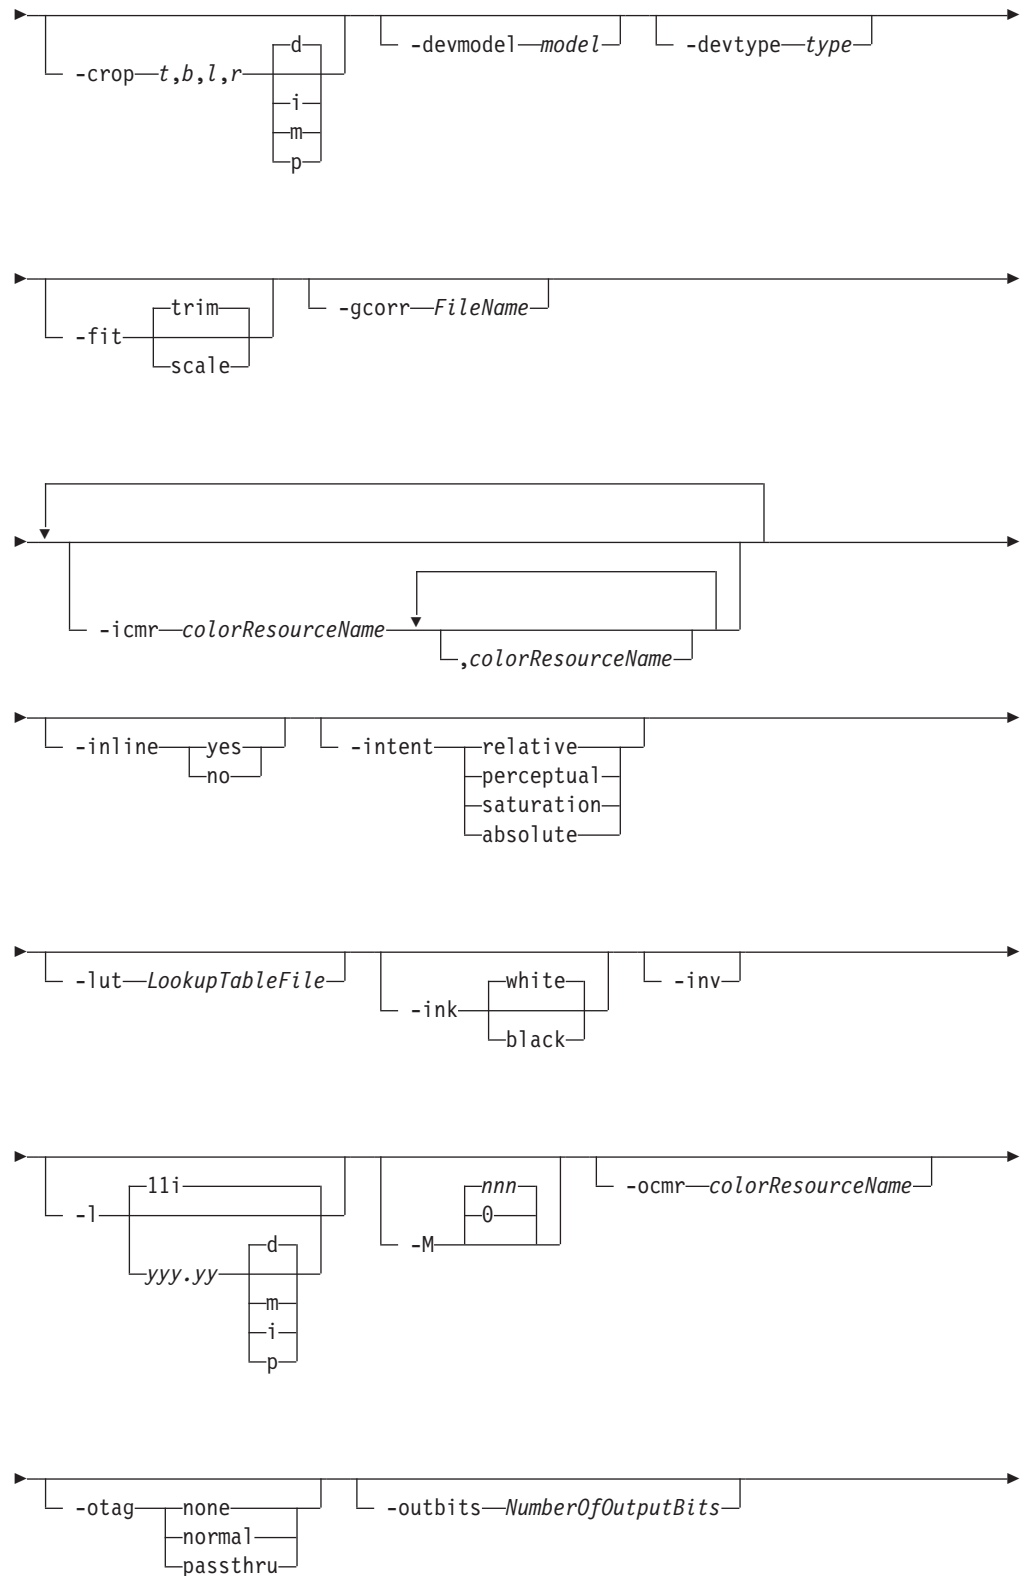 d
-crop t,b,l,r
i
m
p
-devmodel model
-devtype type
trim
-fit
scale
-gcorr FileName
-icmr colorResourceName
,colorResourceName
-inline yes
no
-intent relative
perceptual
saturation
absolute
-lut LookupTableFile
white
-ink
black
-inv
11i
-l
d
yyy.yy
m
i
p
nnn
0
-M
-ocmr colorResourceName
-otag none
normal
passthru
-outbits NumberOfOutputBits